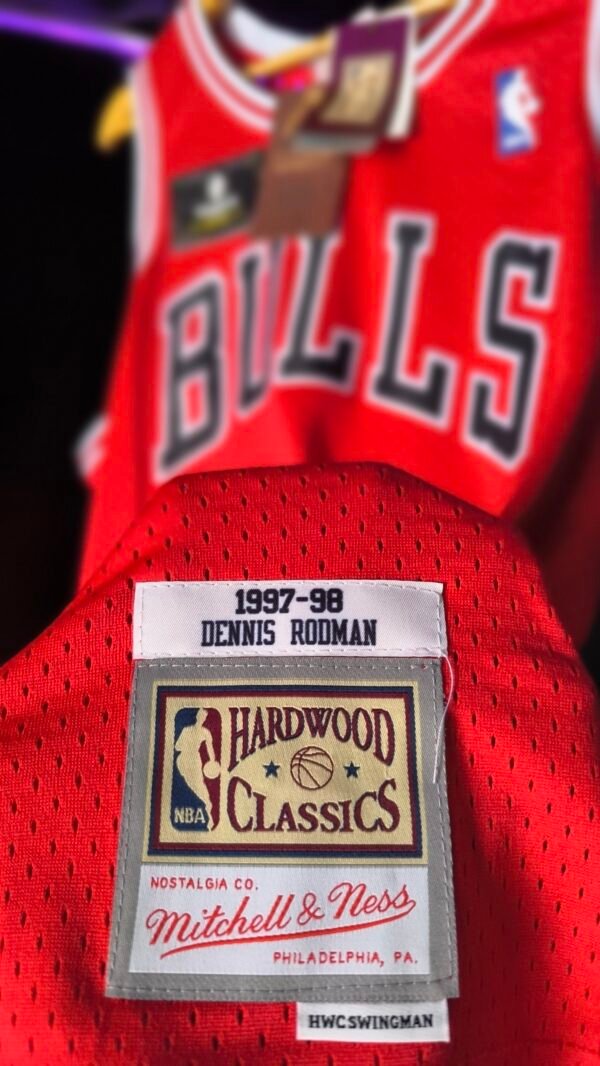 BULLS
1997-98
DENNIS RODMAN
HARDWOOD
CLASSICS
NBA
NOSTALGIA CO.
Mitchell & Ness
PHILADELPHIA, PA.
HWCSWINGMAN